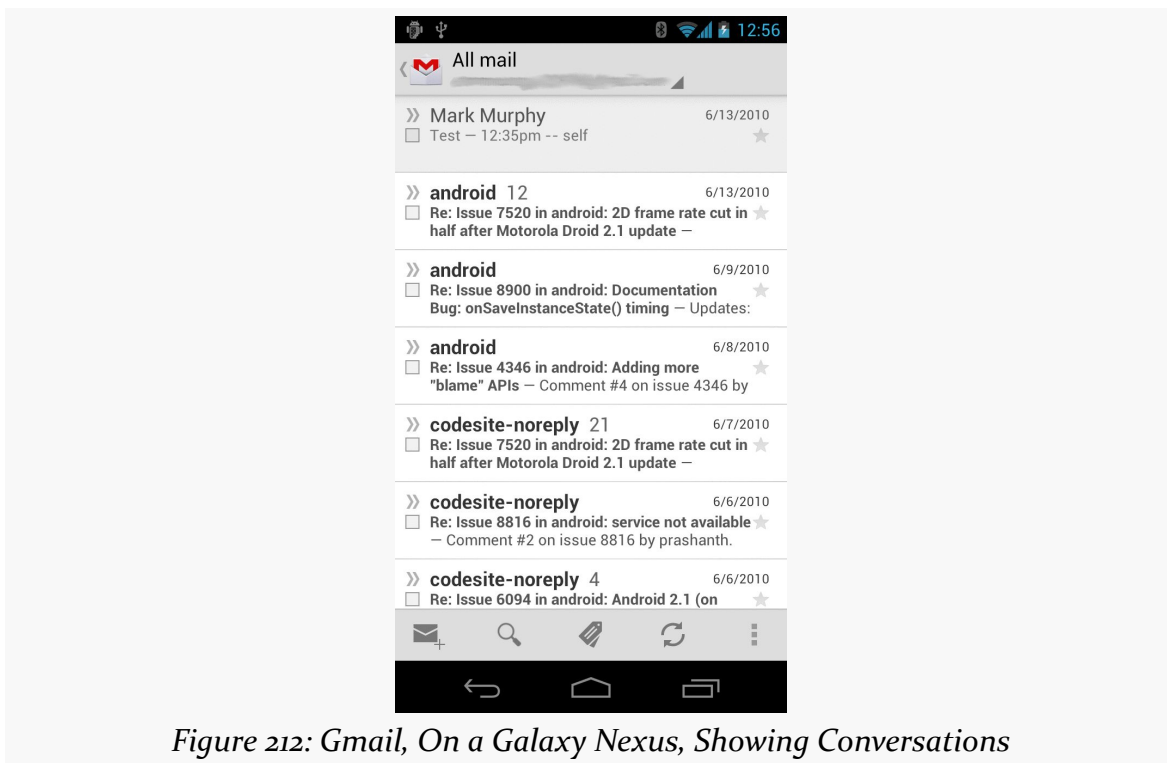 12:56
All mail
Mark Murphy 6/13/2010
Test — 12:35pm -- self
android 12 6/13/2010
Re: Issue 7520 in android: 2D frame rate cut in
half after Motorola Droid 2.1 update —
android 6/9/2010
Re: Issue 8900 in android: Documentation
Bug: onSaveInstanceState() timing — Updates:
android 6/8/2010
Re: Issue 4346 in android: Adding more
"blame" APIs — Comment #4 on issue 4346 by
codesite-noreply 21 6/7/2010
Re: Issue 7520 in android: 2D frame rate cut in
half after Motorola Droid 2.1 update —
codesite-noreply 6/6/2010
Re: Issue 8816 in android: service not available
— Comment #2 on issue 8816 by prashanth.
codesite-noreply 4 6/6/2010
Re: Issue 6094 in android: Android 2.1 (on
Figure 212: Gmail, On a Galaxy Nexus, Showing Conversations